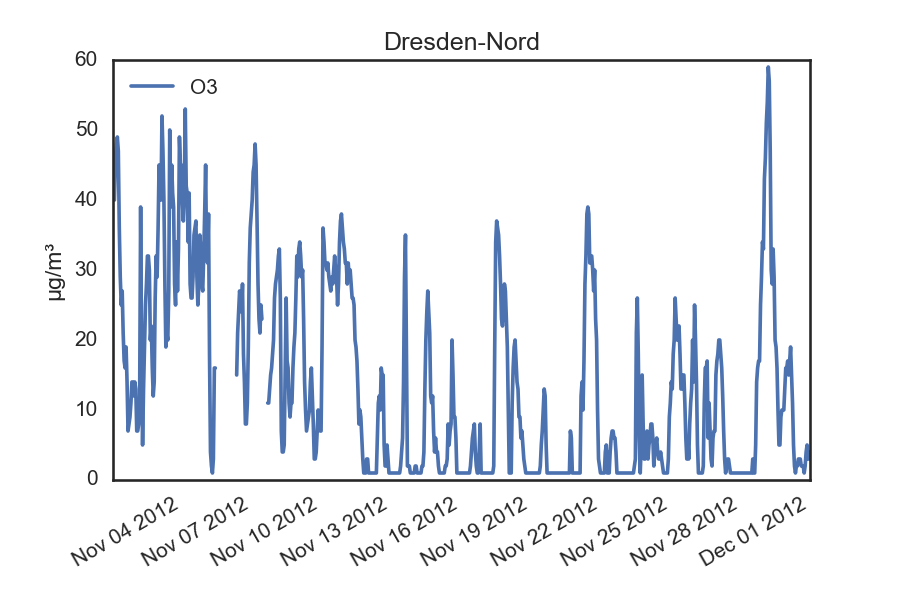 Dresden-Nord
O3
µg/m³
60
50
40
30
20
10
0
Nov 04 2012
Nov 07 2012
Nov 10 2012
Nov 13 2012
Nov 16 2012
Nov 19 2012
Nov 22 2012
Nov 25 2012
Nov 28 2012
Dec 01 2012